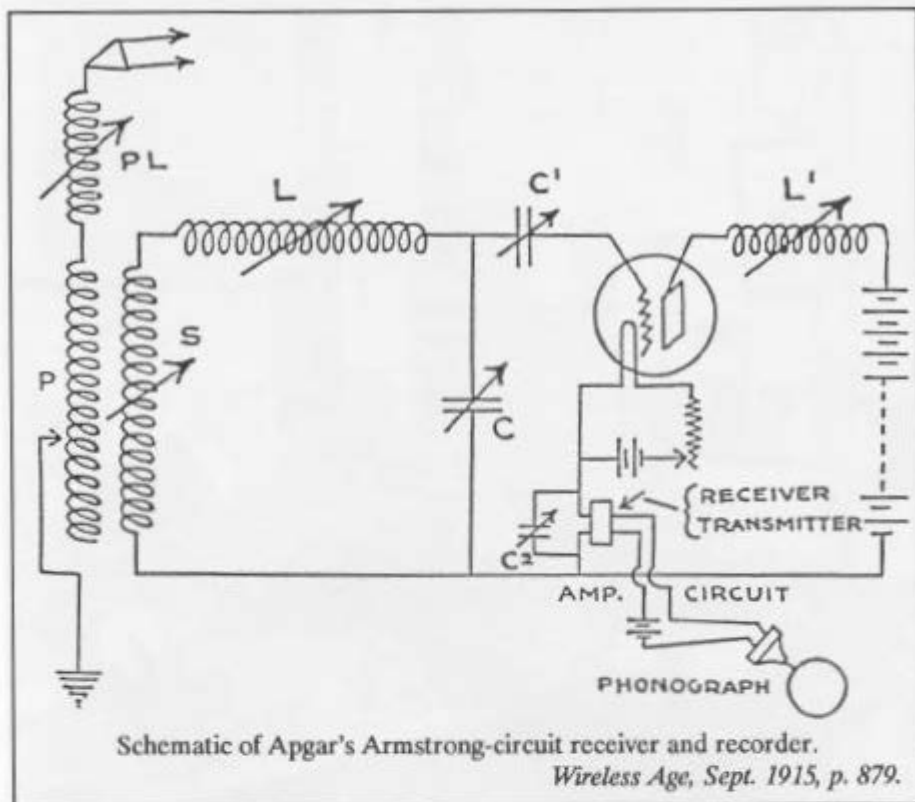 PL
L
C'
L'
P
S
C
RECEIVER
TRANSMITTER
C2
AMP. CIRCUIT
PHONOGRAPH
Schematic of Apgar's Armstrong-circuit receiver and recorder.
Wireless Age, Sept. 1915, p. 879.